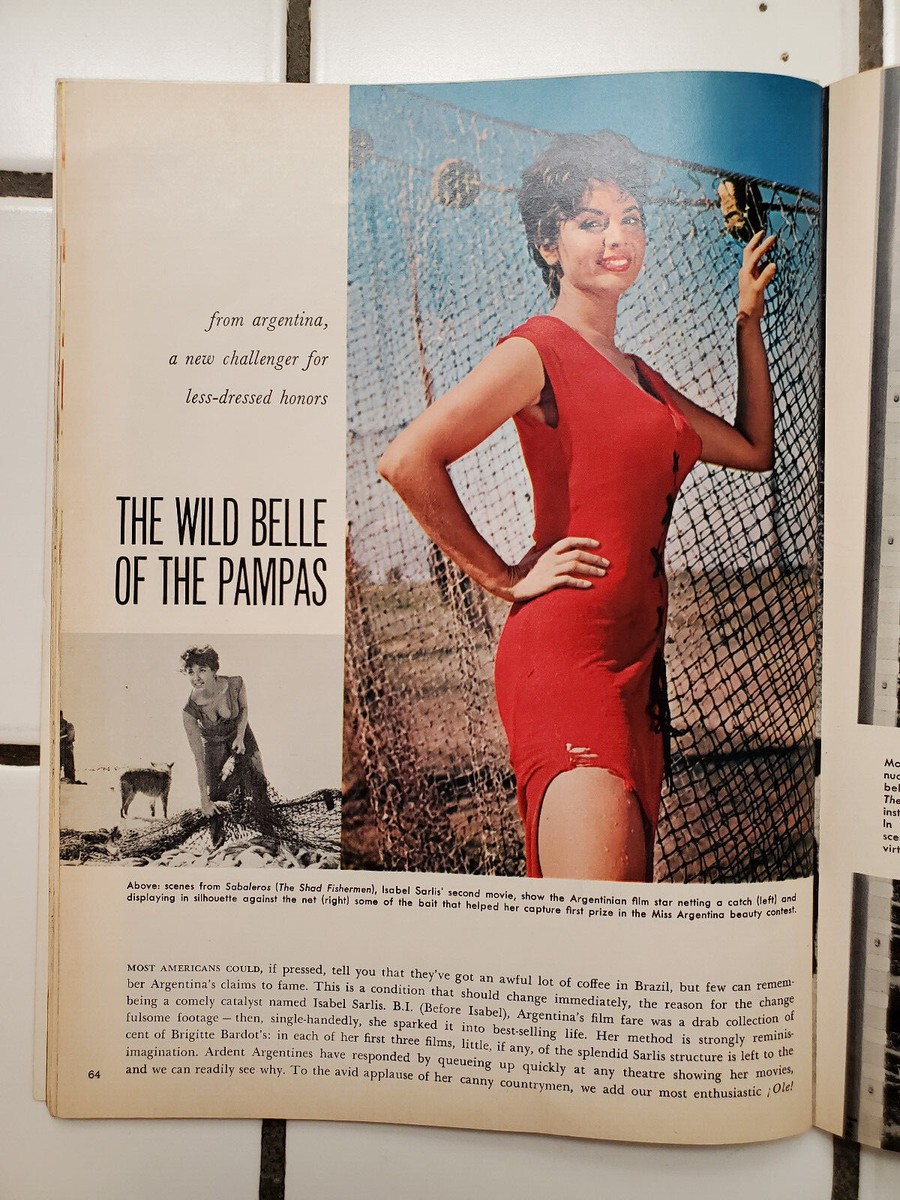 from argentina,
a new challenger for
less-dressed honors
THE WILD BELLE
OF THE PAMPAS
Above: scenes from Sabaleros (The Shad Fishermen), Isabel Sarlis' second movie, show the Argentinian film star netting a catch (left) and
displaying in silhouette against the net (right) some of the bait that helped her capture first prize in the Miss Argentina beauty contest.
MOST AMERICANS COULD, if pressed, tell you that they've got an awful lot of coffee in Brazil, but few can remem-
ber Argentina's claims to fame. This is a condition that should change immediately, the reason for the change
being a comely catalyst named Isabel Sarlis. B.I. (Before Isabel), Argentina's film fare was a drab collection of
fulsome footage — then, single-handedly, she sparked it into best-selling life. Her method is strongly reminis-
cent of Brigitte Bardot's: in each of her first three films, little, if any, of the splendid Sarlis structure is left to the
imagination. Ardent Argentines have responded by queueing up quickly at any theatre showing her movies,
and we can readily see why. To the avid applause of her canny countrymen, we add our most enthusiastic ¡Ole!
64
Mo
nuc
bel
The
inst
In
sce
virt